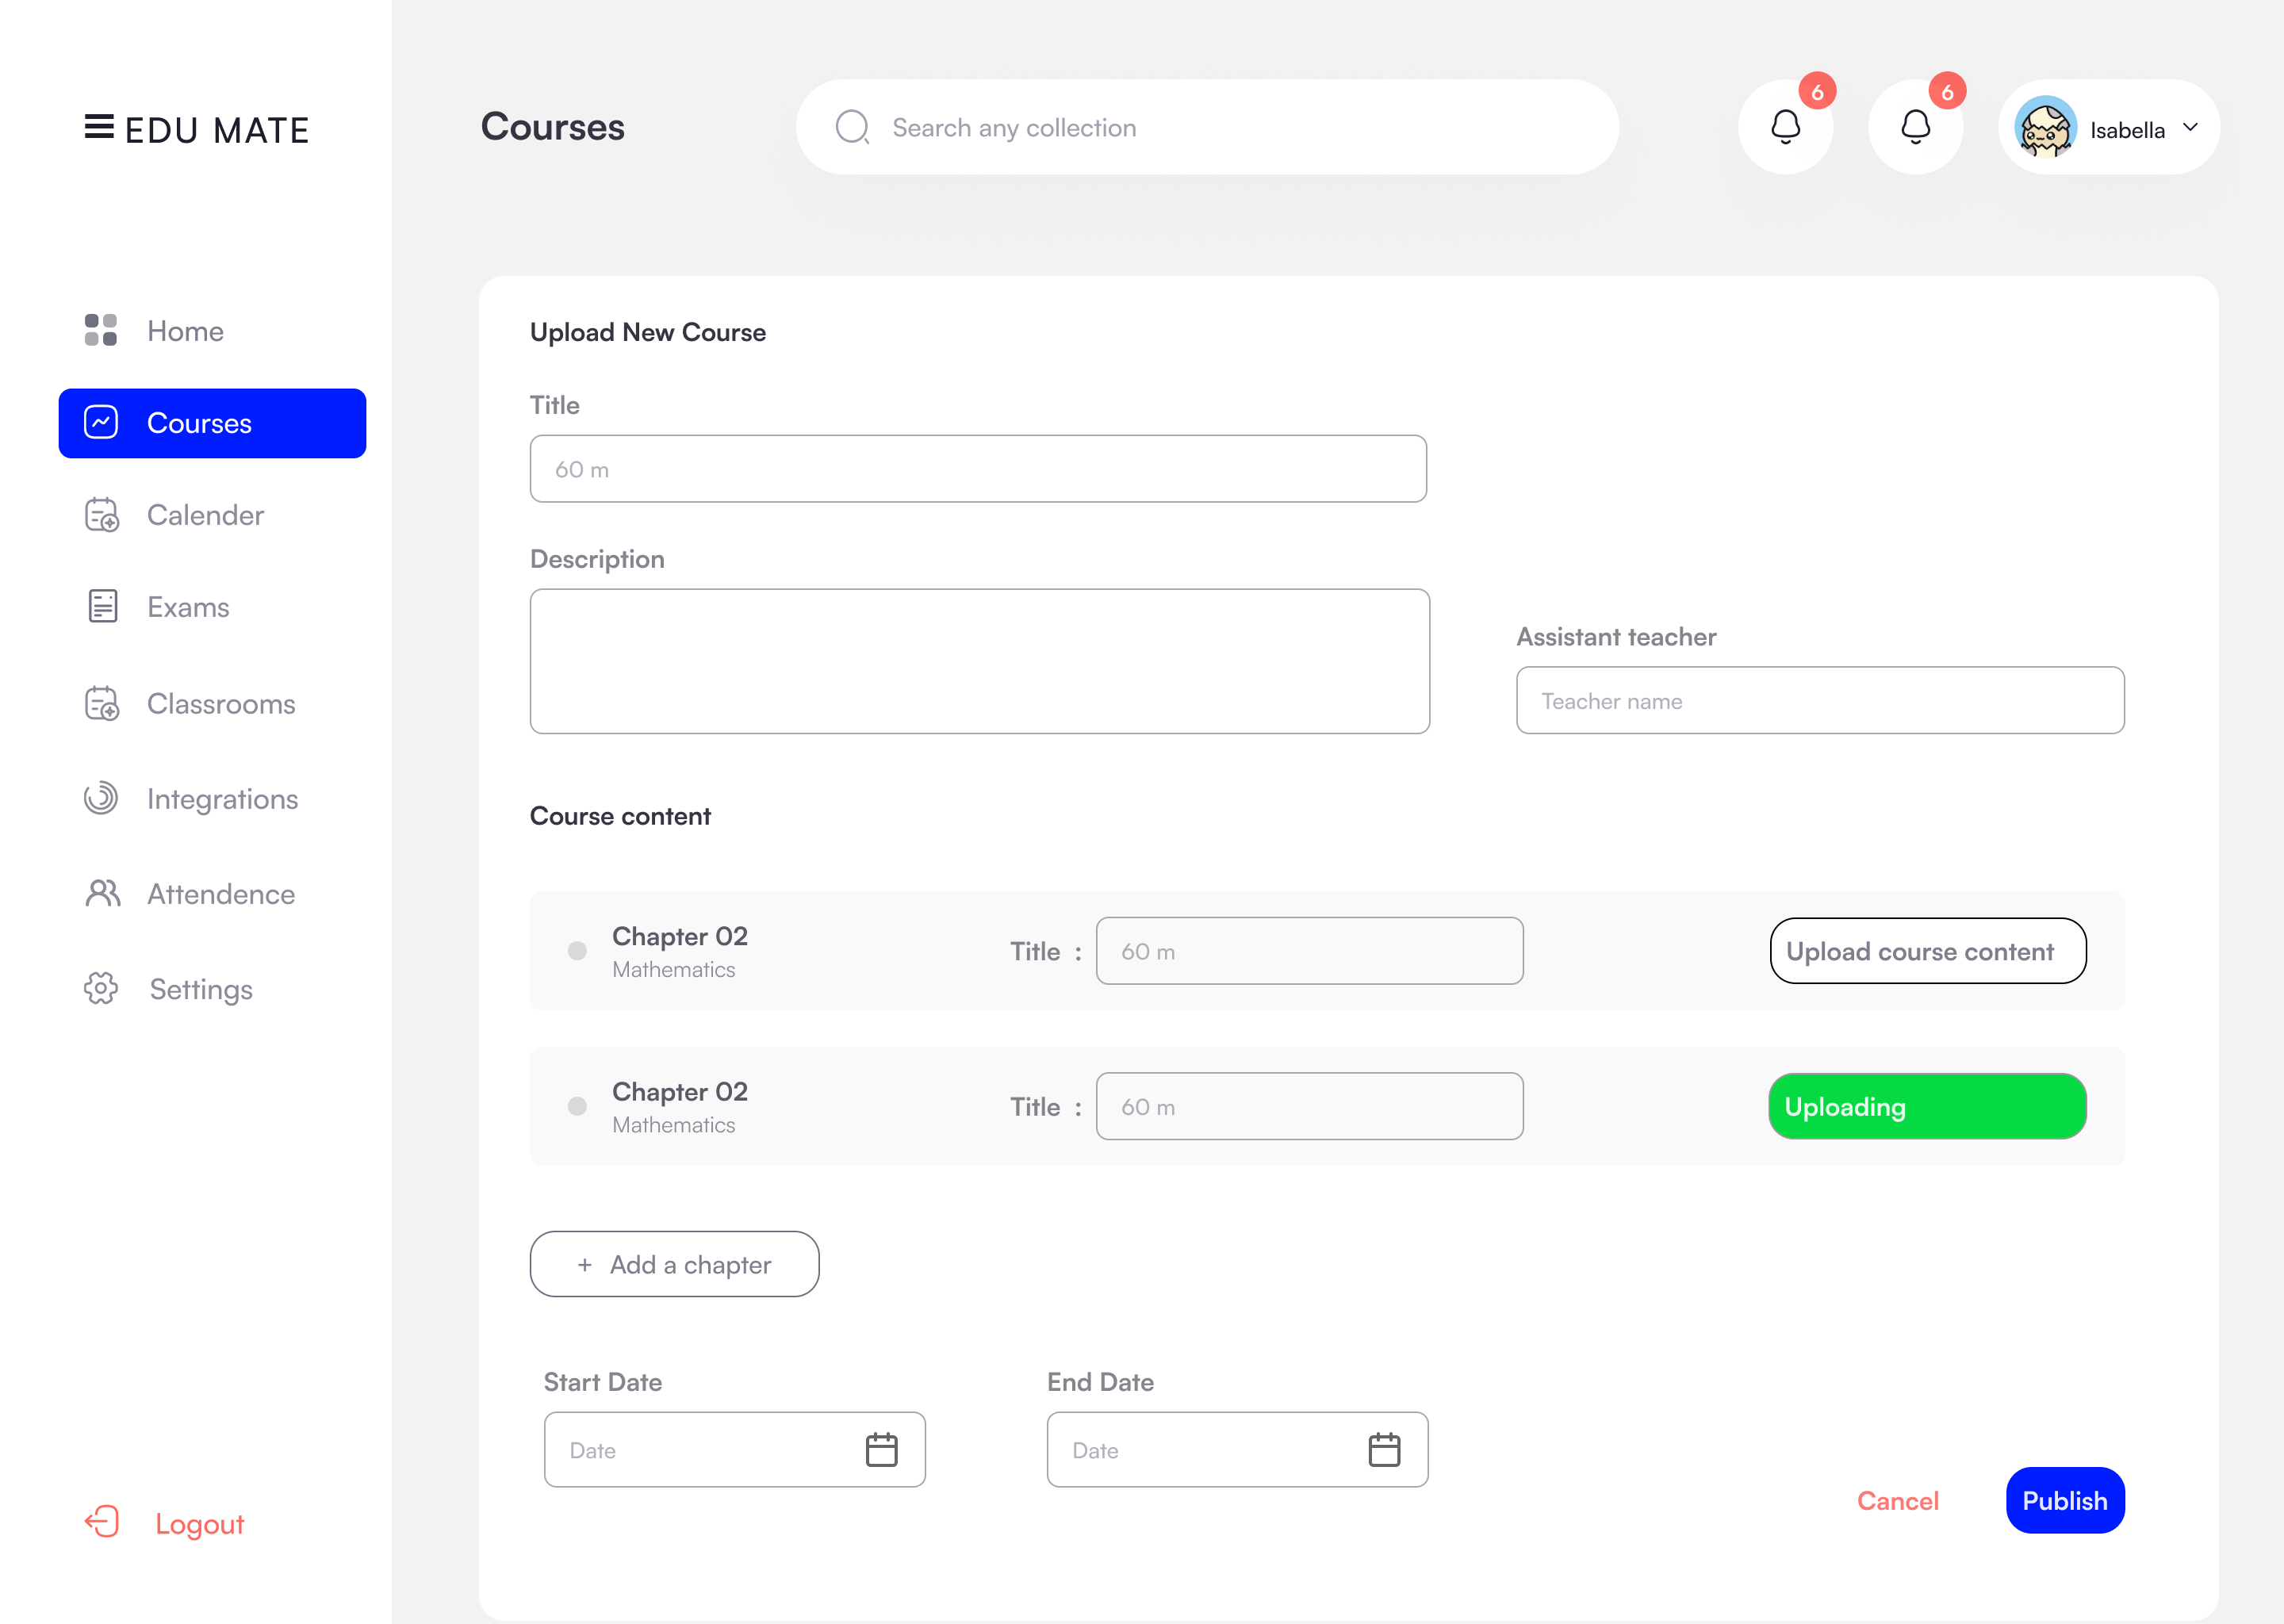 EDU MATE
Home
Courses
Calender
Exams
Classrooms
Integrations
Attendence
Settings
Logout
Courses
Search any collection
6
6
Isabella
Upload New Course
Title
60 m
Description
Assistant teacher
Teacher name
Course content
Chapter 02
Mathematics
Title :
60 m
Upload course content
Chapter 02
Mathematics
Title :
60 m
Uploading
+ Add a chapter
Start Date
Date
End Date
Date
Cancel
Publish